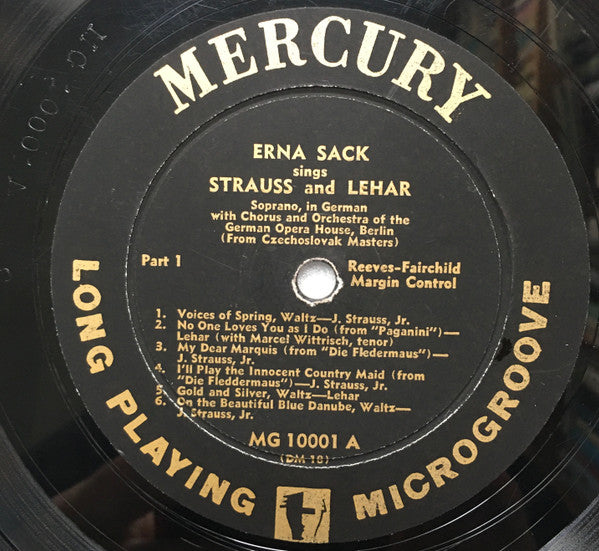 MERCURY
ERNA SACK
sings
STRAUSS and LEHAR
Soprano, in German
with Chorus and Orchestra of the
German Opera House, Berlin
(From Czechoslovak Masters)
Part 1
Reeves-Fairchild
Margin Control
1. Voices of Spring, Waltz—J. Strauss, Jr.
2. No One Loves You as I Do (from "Paganini")—
Lehar (with Marcel Wittrisch, tenor)
3. My Dear Marquis (from "Die Fledermaus")—
J. Strauss, Jr.
4. I'll Play the Innocent Country Maid (from
"Die Fleddermaus")—J. Strauss, Jr.
5. Gold and Silver, Waltz—Lehar
6. On the Beautiful Blue Danube, Waltz—
J. Strauss, Jr.
MG 10001 A
(DM 18)
LONG PLAYING MICROGROOVE